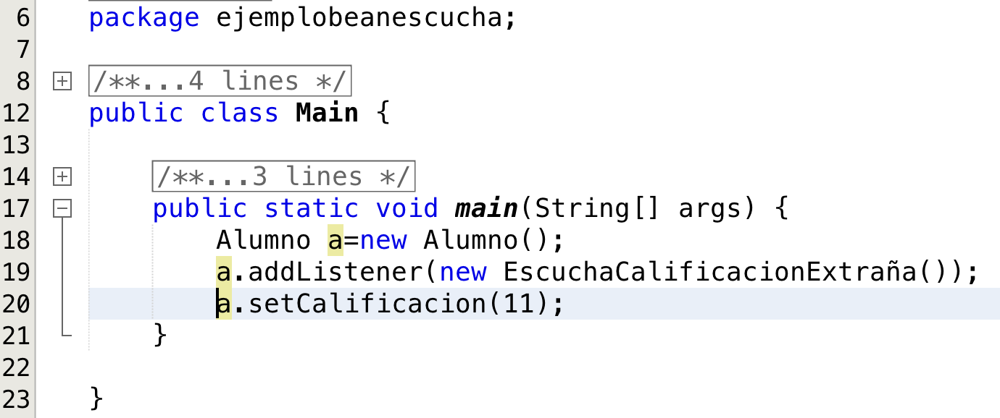 6 package ejemplobeanescucha;
7
8 /**...4 lines */
12 public class Main {
13
14 /**...3 lines */
17 public static void main(String[] args) {
18 Alumno a=new Alumno();
19 a.addListener(new EscuchaCalificacionExtraña());
20 a.setCalificacion(11);
21 }
22
23 }